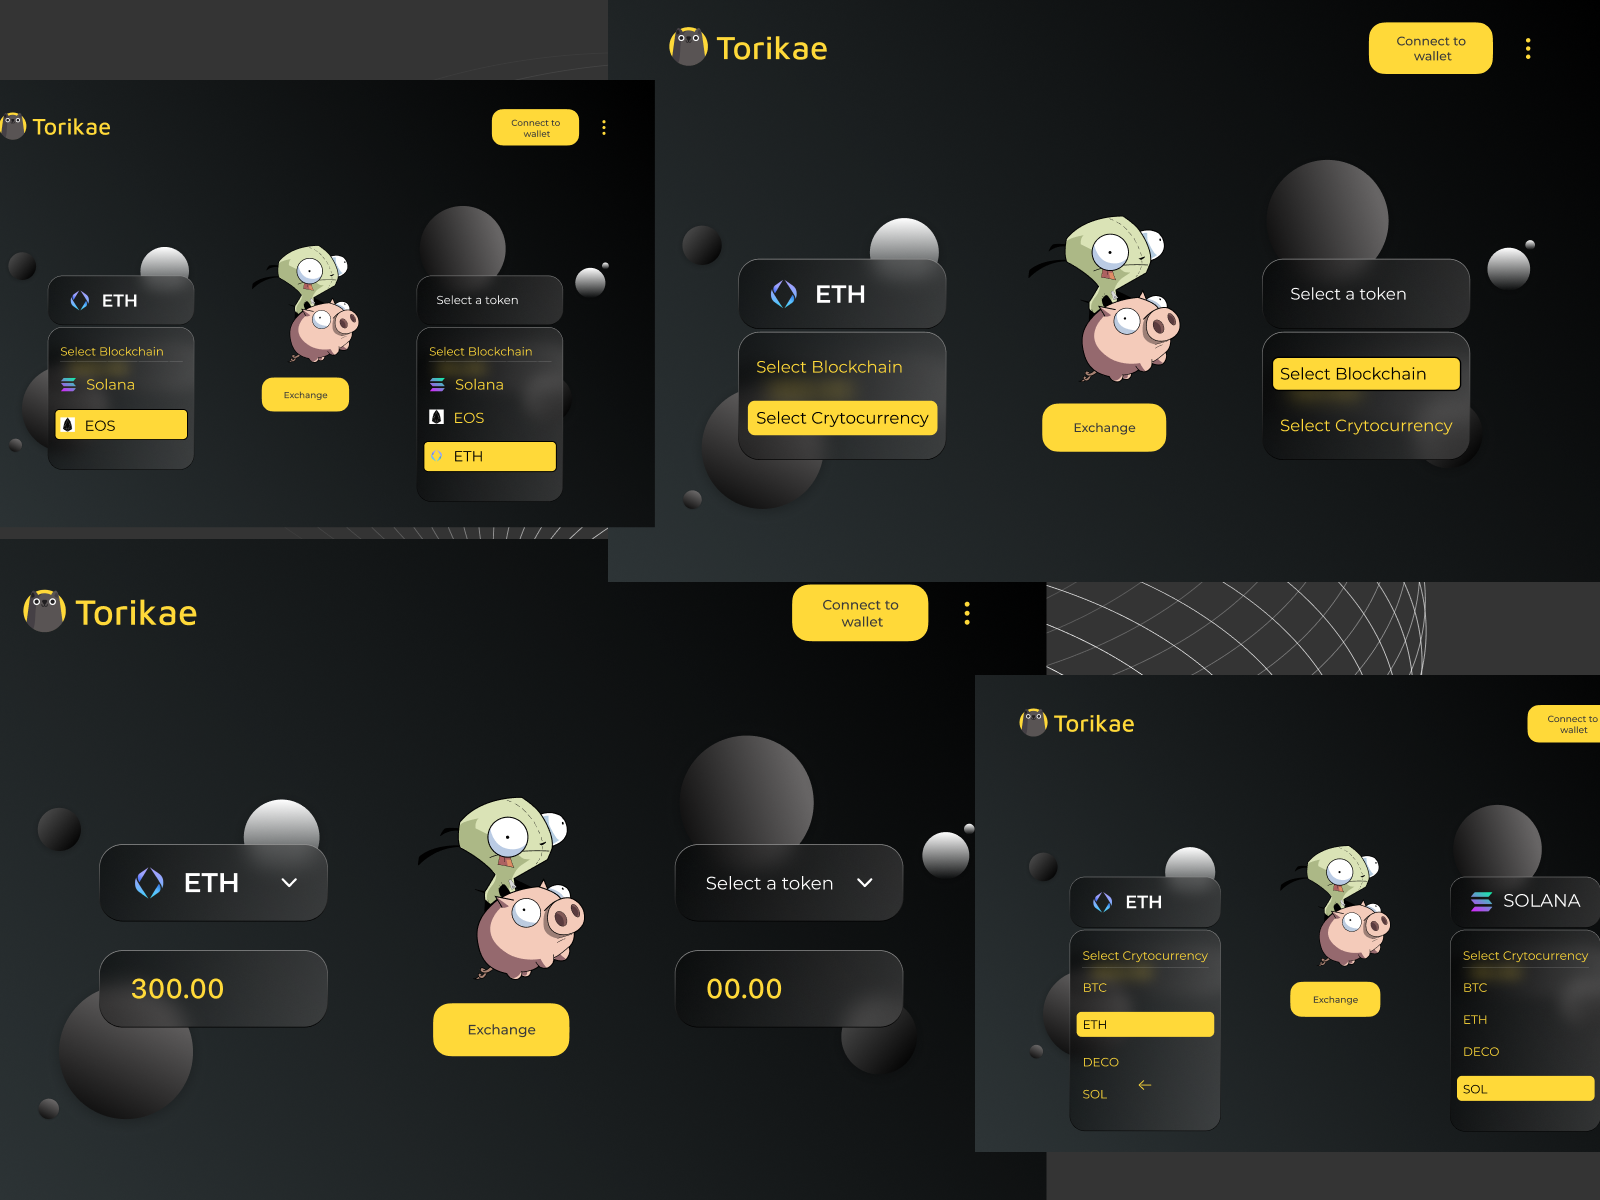 Torikae
Connect to
wallet
ETH
Select a token
Select Blockchain
Solana
EOS
Exchange
Select Blockchain
Solana
EOS
ETH
Torikae
Connect to
wallet
ETH
Select a token
Select Blockchain
Select Crytocurrency
Exchange
Select Blockchain
Select Crytocurrency
Torikae
Connect to
wallet
ETH
Select a token
300.00
00.00
Exchange
Torikae
Connect to
wallet
ETH
SOLANA
Select Crytocurrency
BTC
ETH
DECO
SOL
Exchange
Select Crytocurrency
BTC
ETH
DECO
SOL